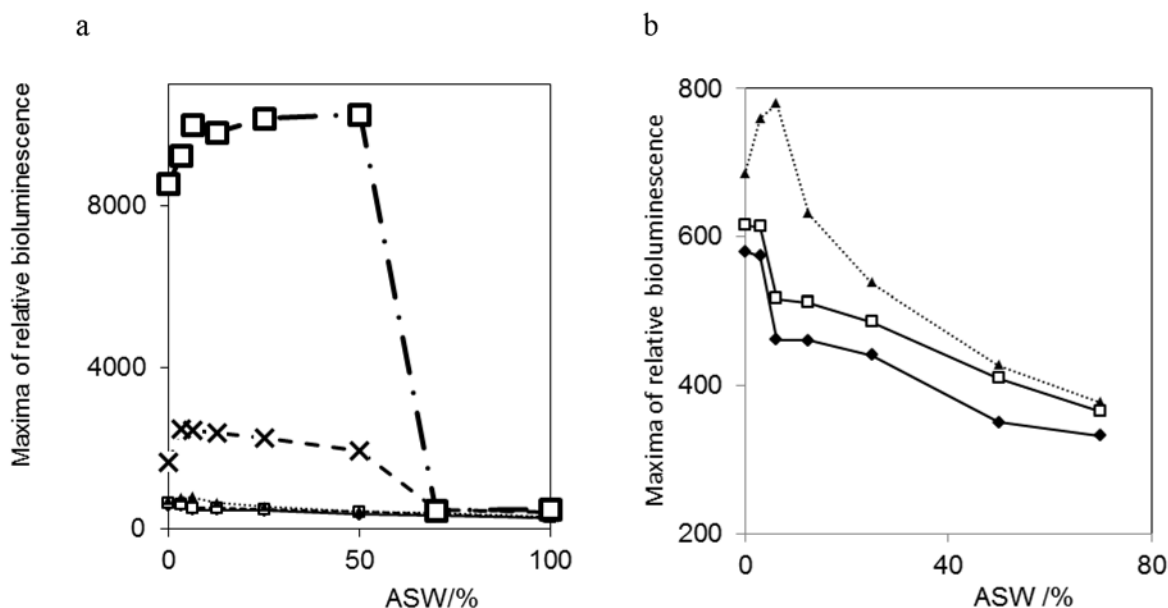 a
Maxima of relative bioluminescence
8000
4000
0
0 50 100
ASW/%
b
Maxima of relative bioluminescence
800
600
400
200
0 40 80
ASW /%